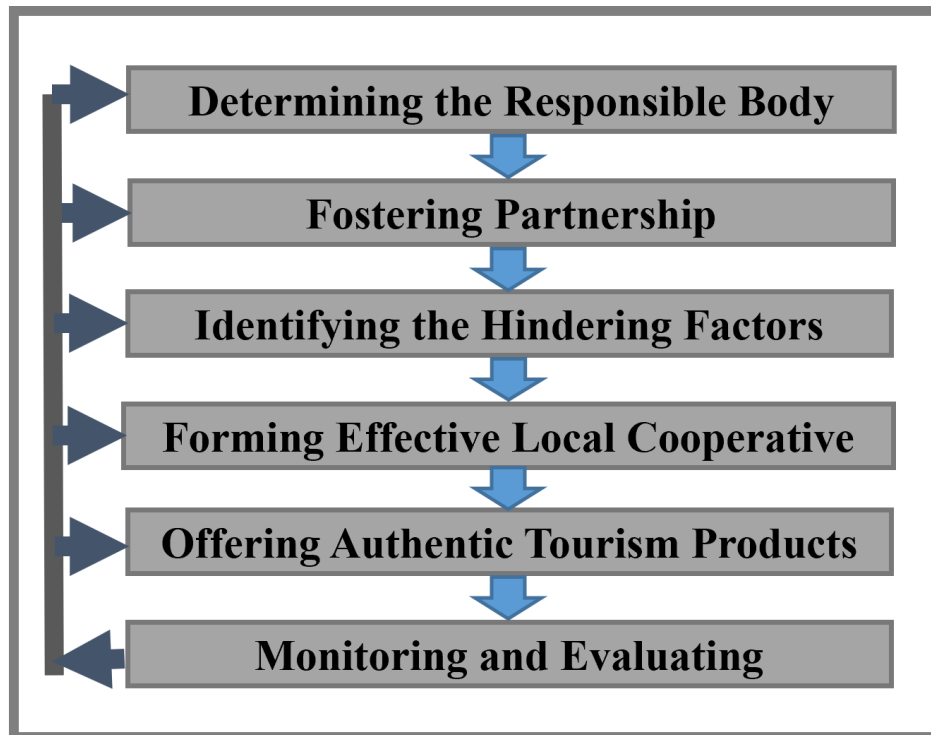 Determining the Responsible Body
Fostering Partnership
Identifying the Hindering Factors
Forming Effective Local Cooperative
Offering Authentic Tourism Products
Monitoring and Evaluating